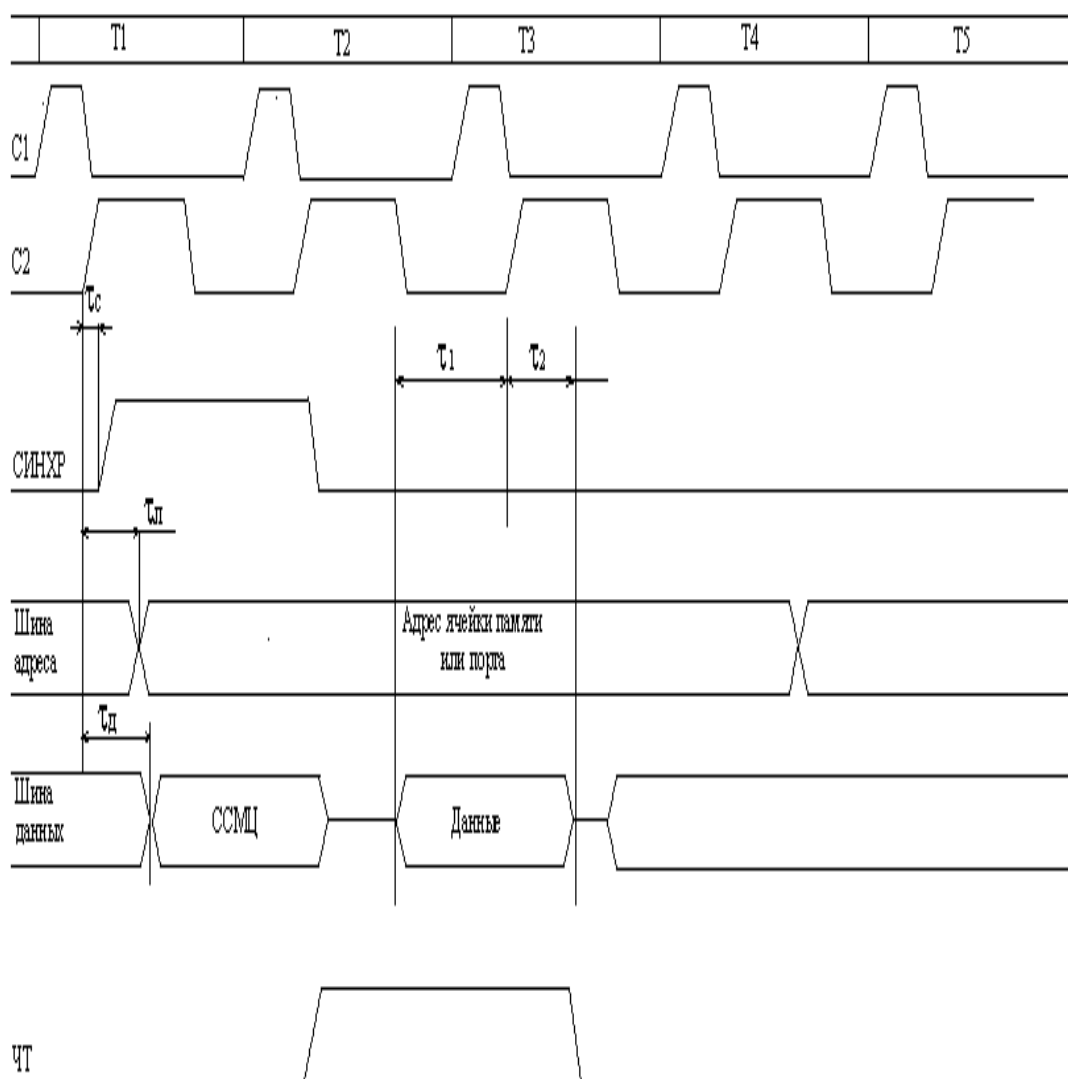 T1 T2 T3 T4 T5
C1
C2
τс
τ1 τ2
СИНХР
τл
Шина
адреса
Адрес ячейки памяти
или порта
τд
Шина
данных
ССМЦ
Данные
ЧТ